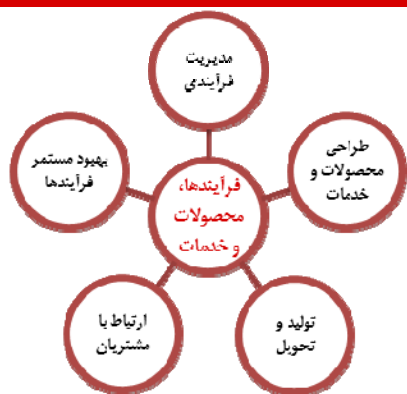 مدیریت
فرآیندی
طراحی
محصولات و
خدمات
بهبود مستمر
فرآیندها
فرآیندها،
محصولات
و خدمات
ارتباط با
مشتریان
تولید و
تحویل